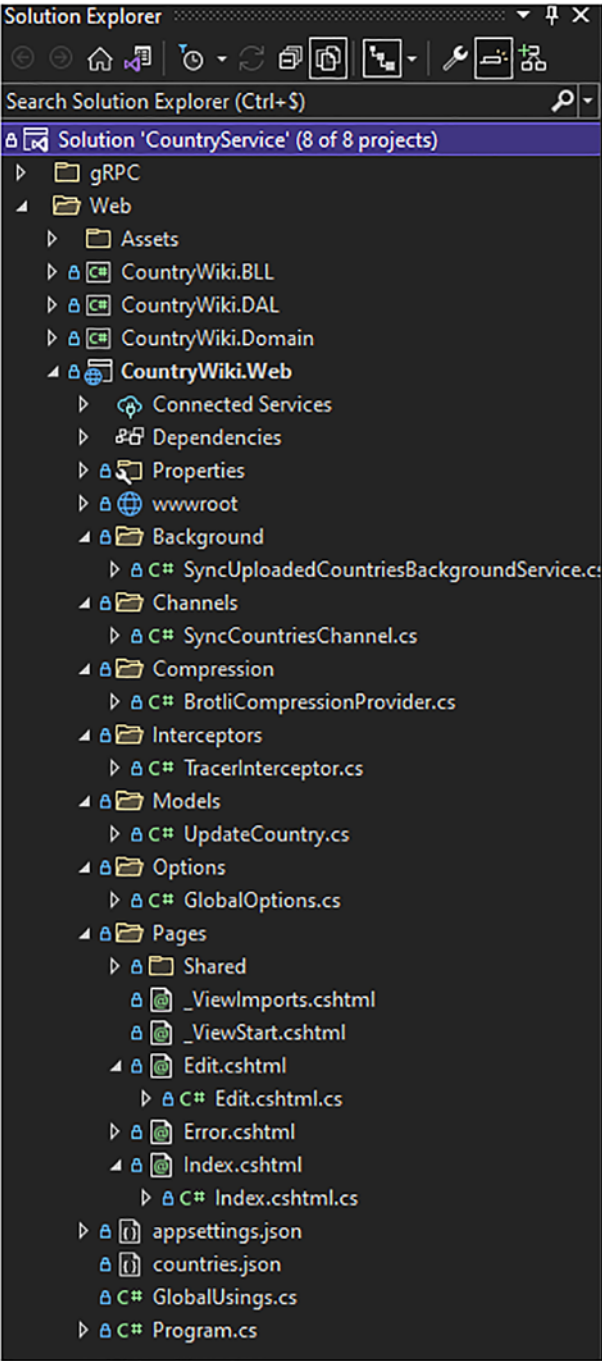 Solution Explorer
Search Solution Explorer (Ctrl+$)
Solution 'CountryService' (8 of 8 projects)
gRPC
Web
Assets
C# CountryWiki.BLL
C# CountryWiki.DAL
C# CountryWiki.Domain
CountryWiki.Web
Connected Services
Dependencies
Properties
wwwroot
Background
C# SyncUploadedCountriesBackgroundService.c
Channels
C# SyncCountriesChannel.cs
Compression
C# BrotliCompressionProvider.cs
Interceptors
C# TracerInterceptor.cs
Models
C# UpdateCountry.cs
Options
C# GlobalOptions.cs
Pages
Shared
@ _ViewImports.cshtml
@ _ViewStart.cshtml
@ Edit.cshtml
C# Edit.cshtml.cs
@ Error.cshtml
@ Index.cshtml
C# Index.cshtml.cs
appsettings.json
countries.json
C# GlobalUsings.cs
C# Program.cs